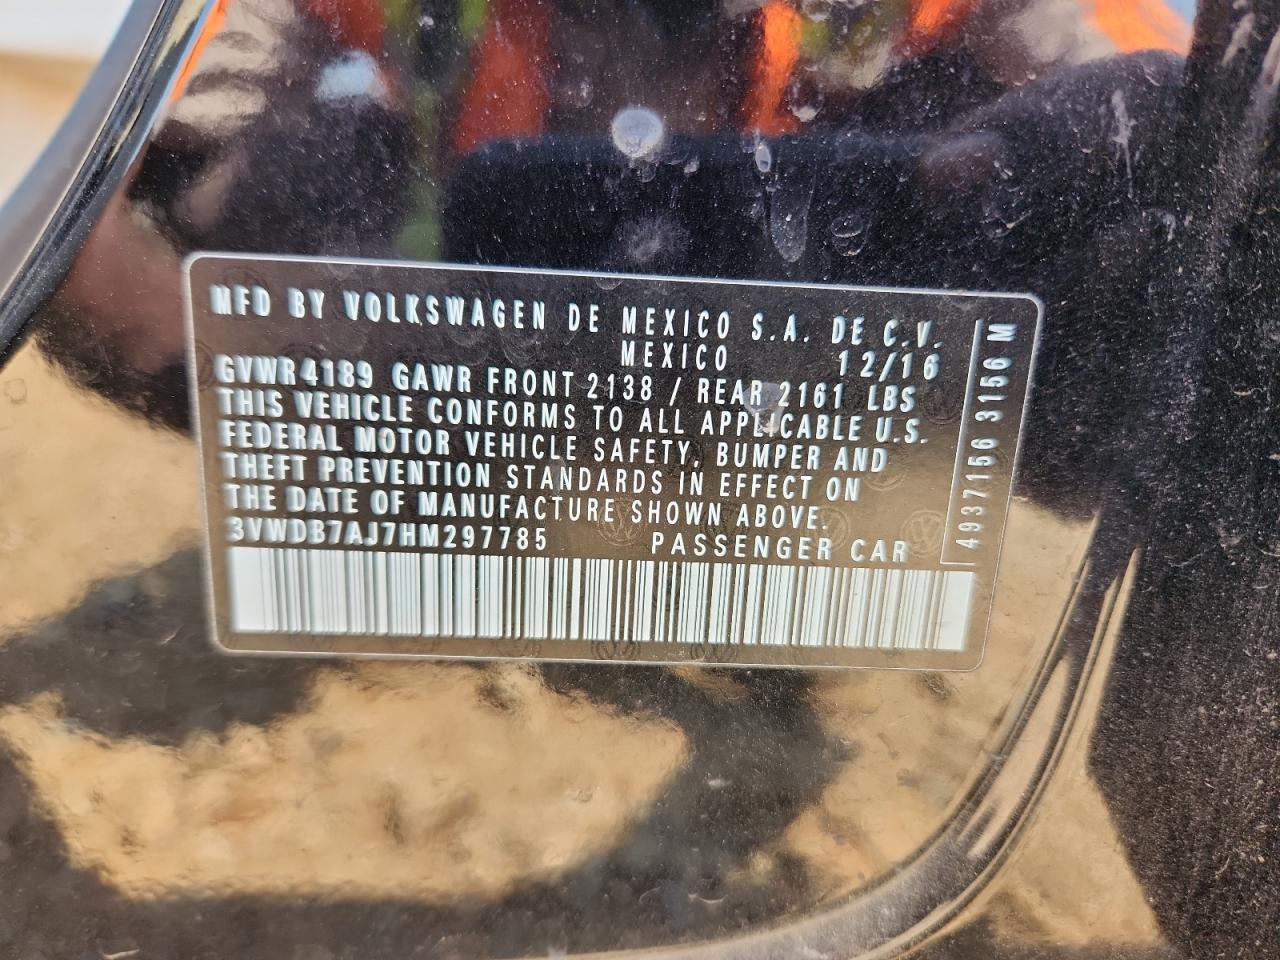 MFD BY VOLKSWAGEN DE MEXICO S.A. DE C.V.
MEXICO 12/16
GVWR 4189 GAWR FRONT 2138 / REAR 2161 LBS
THIS VEHICLE CONFORMS TO ALL APPLICABLE U.S.
FEDERAL MOTOR VEHICLE SAFETY, BUMPER AND
THEFT PREVENTION STANDARDS IN EFFECT ON
THE DATE OF MANUFACTURE SHOWN ABOVE.
3VWDB7AJ7HM297785 PASSENGER CAR
4937156 3156 M